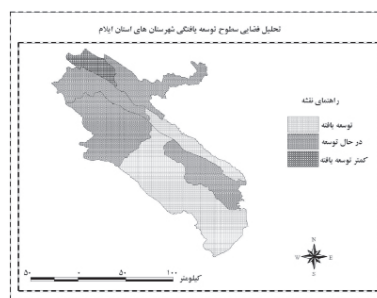 تحلیل فضایی سطوح توسعه یافتگی شهرستان های استان ایلام
راهنمای نقشه
توسعه یافته
در حال توسعه
کمتر توسعه یافته
N
W E
S
۵۰ ۰ ۵۰ ۱۰۰
کیلومتر